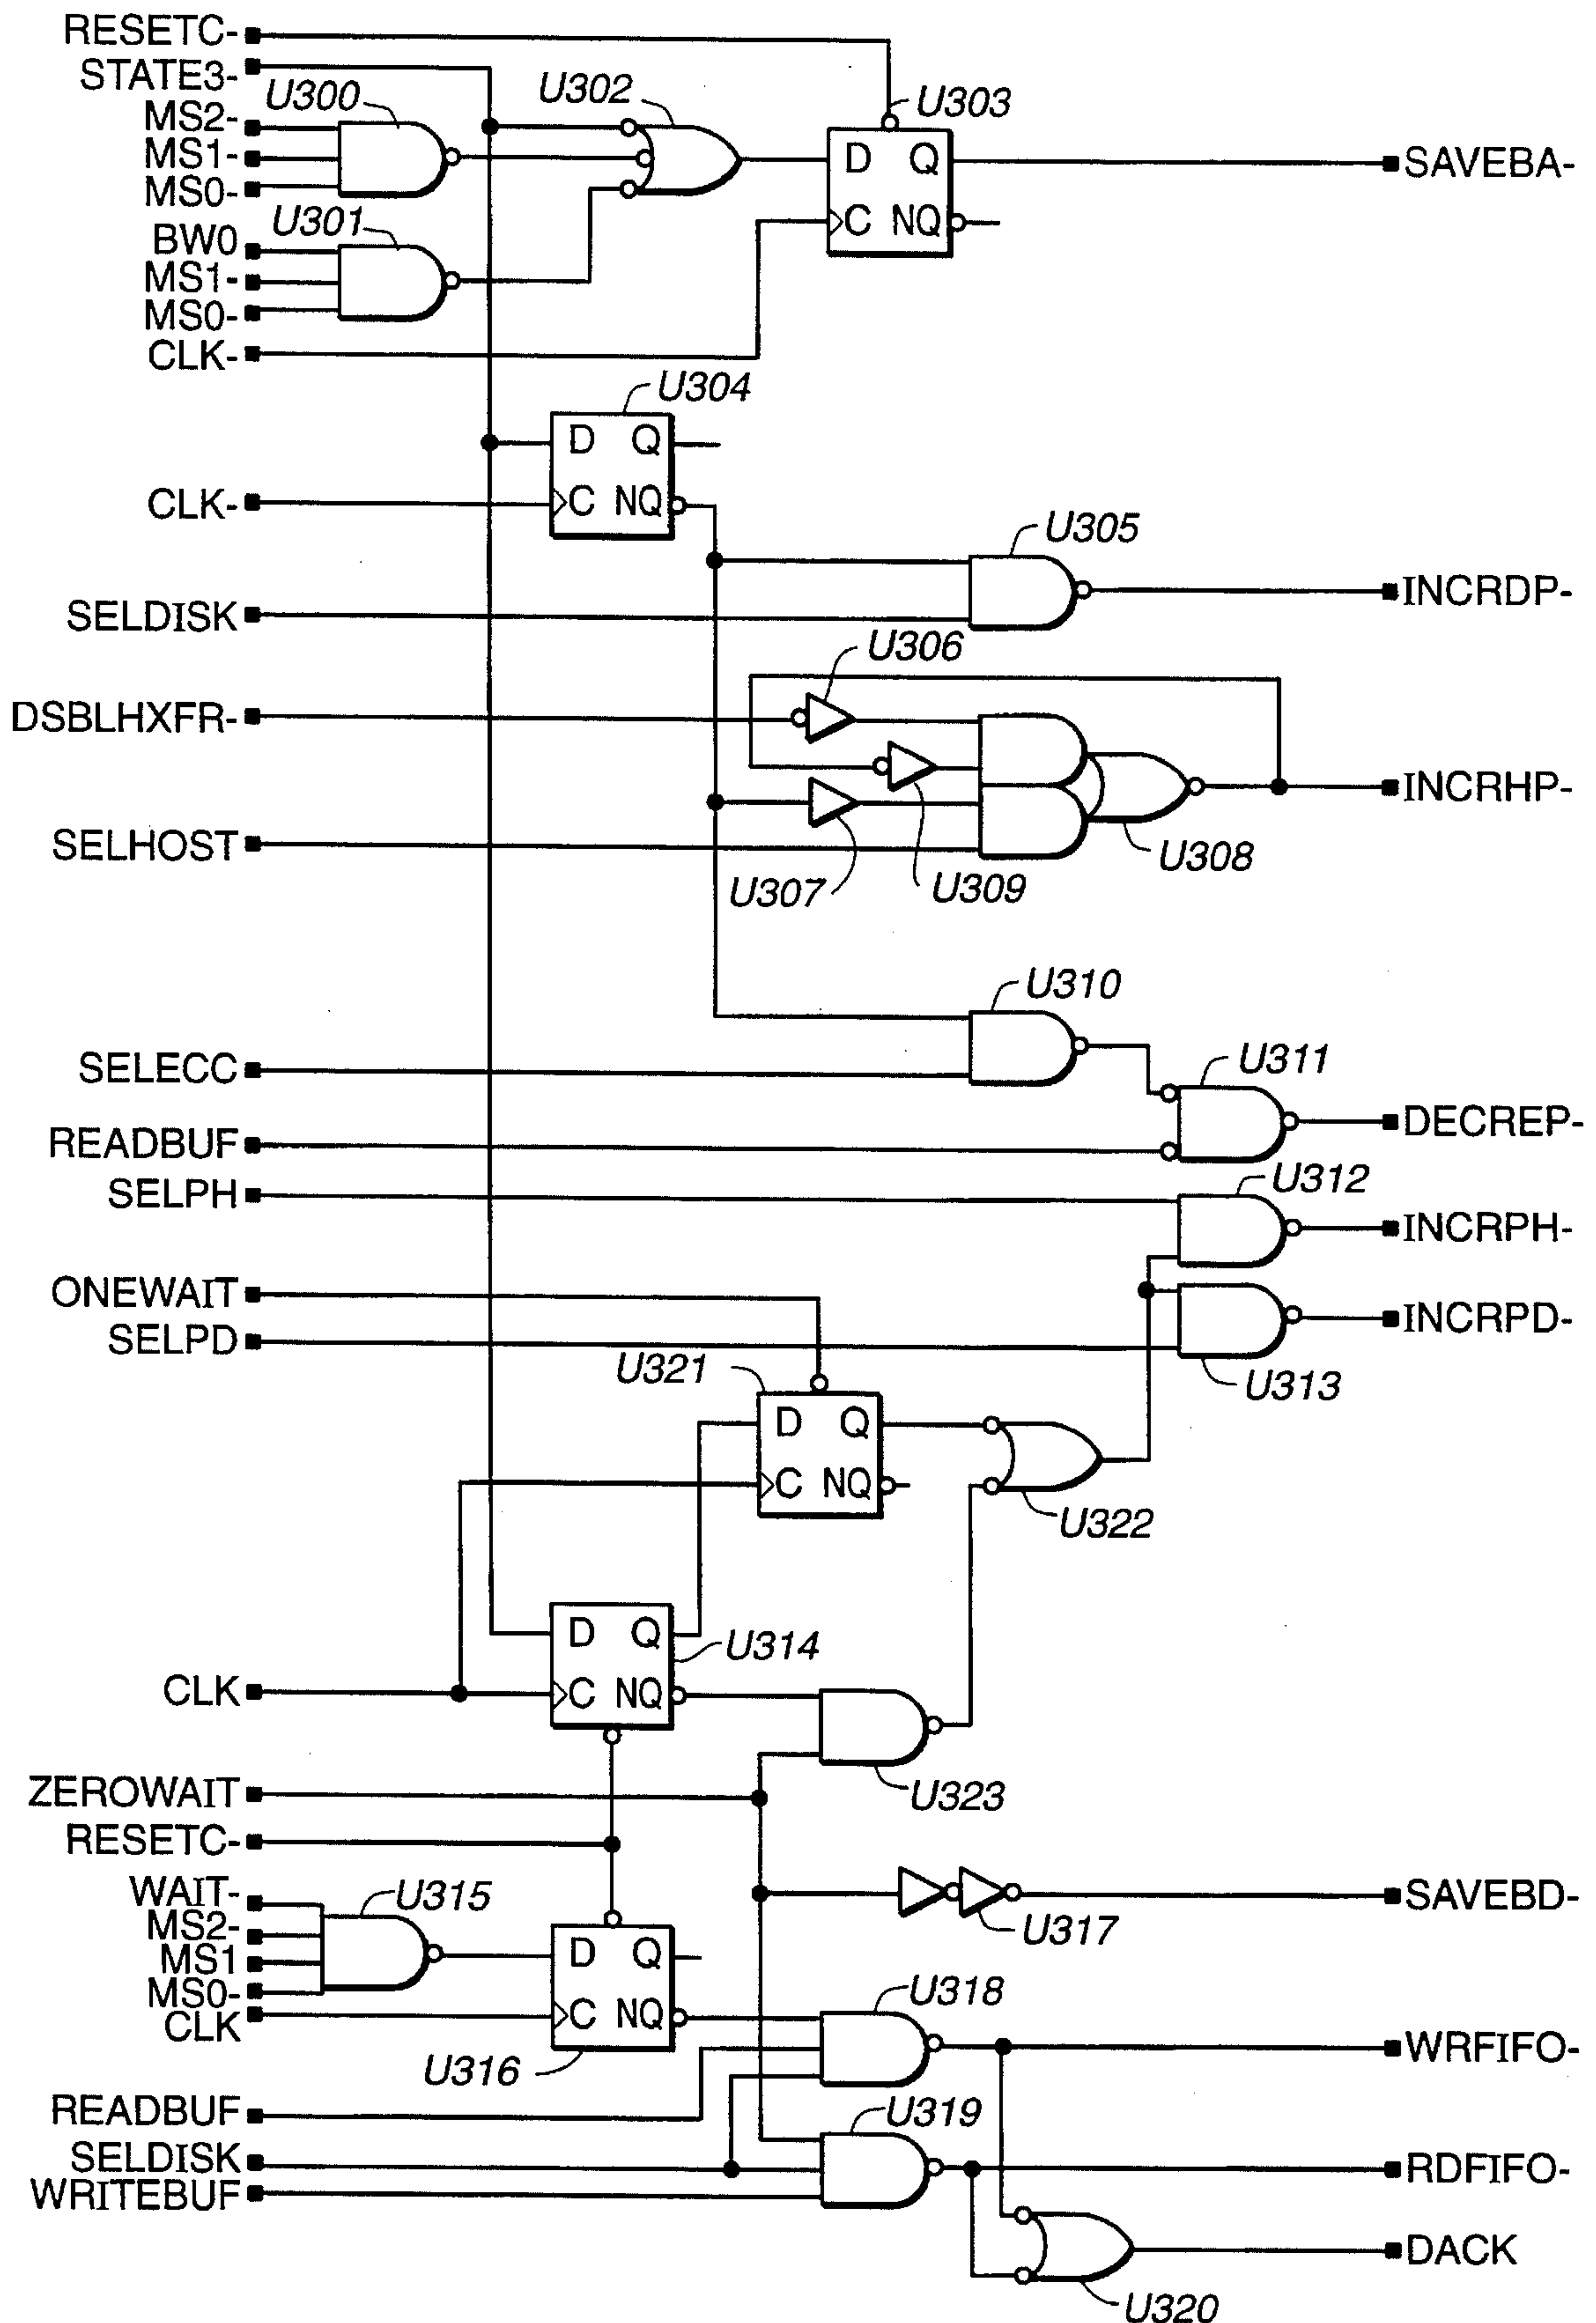 RESETC-
STATE3-
U300
U302
U303
MS2-
MS1-
MS0-
D Q
C NQ
SAVEBA-
U301
BW0
MS1-
MS0-
CLK-
U304
D Q
C NQ
CLK-
U305
SELDISK
INCRDP-
U306
DSBLHXFR-
INCRHP-
SELHOST
U307
U309
U308
U310
SELECC
U311
READBUF
DECREP-
SELPH
U312
INCRPH-
ONEWAIT
INCRPD-
SELPD
U321
U313
D Q
C NQ
U322
D Q
C NQ
U314
CLK
ZEROWAIT
U323
RESETC-
WAIT-
MS2-
MS1
MS0-
CLK
U315
SAVEBD-
U317
D Q
C NQ
U316
U318
WRFIFO-
READBUF
U319
SELDISK
WRITEBUF
RDFIFO-
DACK
U320